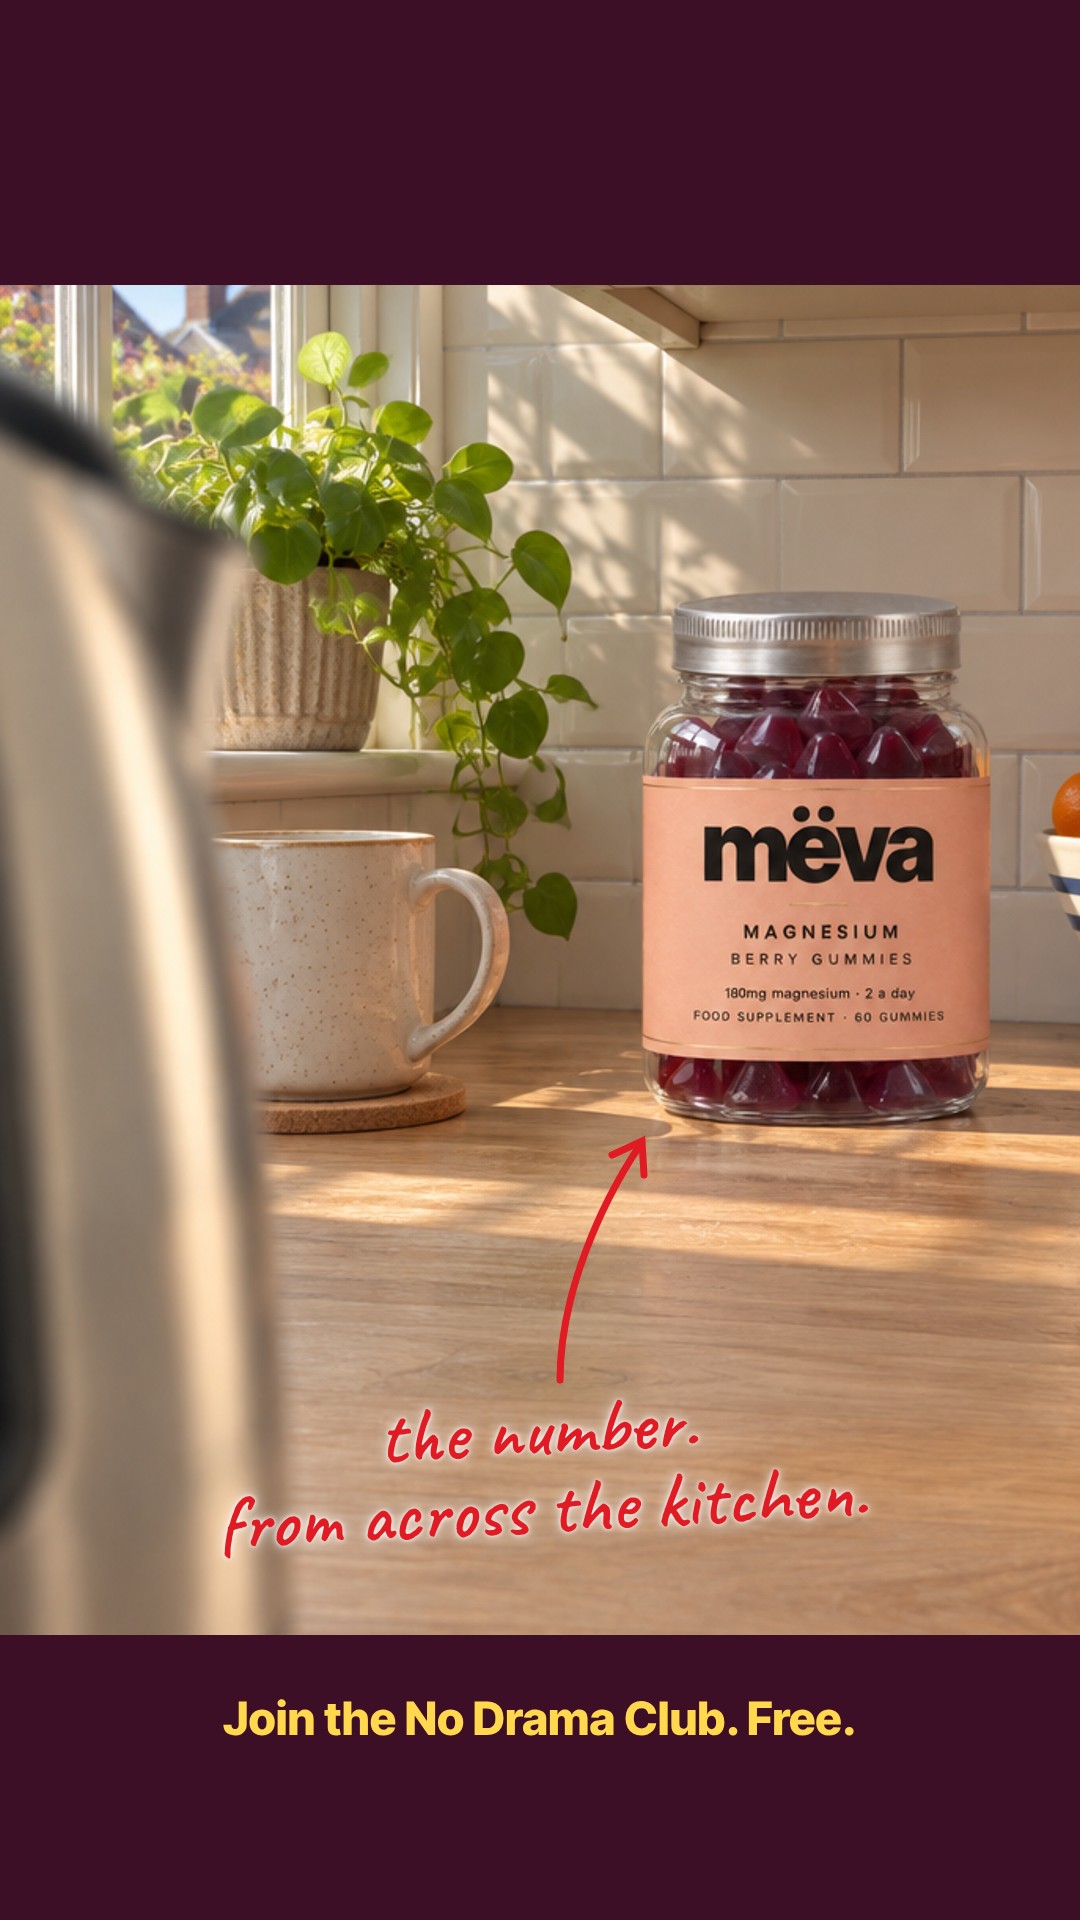 mëva
MAGNESIUM
BERRY GUMMIES
180mg magnesium · 2 a day
FOOD SUPPLEMENT · 60 GUMMIES
the number.
from across the kitchen.
Join the No Drama Club. Free.